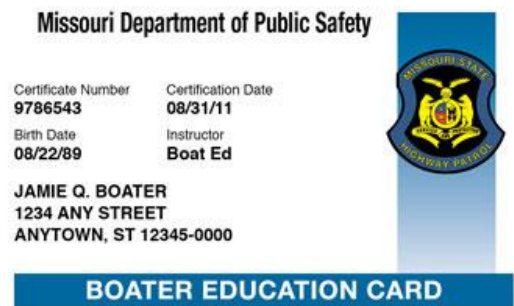 Missouri Department of Public Safety
Certificate Number Certification Date
9786543 08/31/11
Birth Date Instructor
08/22/89 Boat Ed
JAMIE Q. BOATER
1234 ANY STREET
ANYTOWN, ST 12345-0000
MISSOURI STATE
HIGHWAY PATROL
BOATER EDUCATION CARD